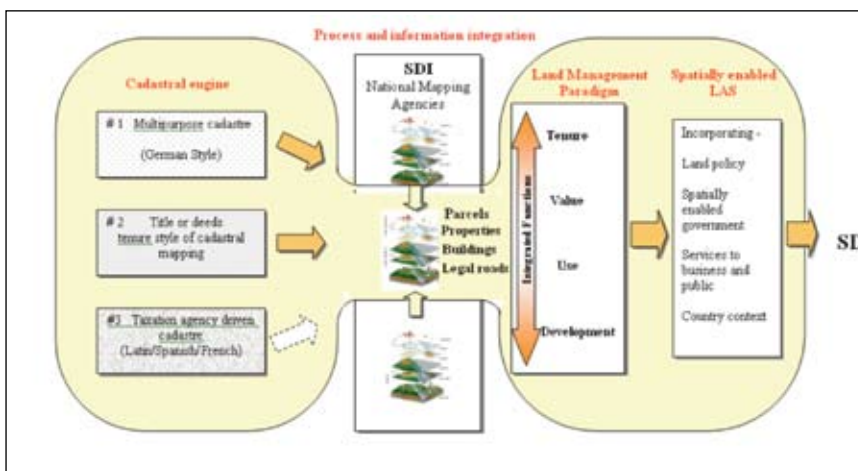 Process and information integration
Cadastral engine
# 1 Multipurpose cadastre
(German Style)
# 2 Title or deeds
tenure style of cadastral
mapping
#3 Taxation agency driven
cadastre
(Latin/Spanish/French)
SDI
National Mapping
Agencies
Parcels
Properties
Buildings
Legal roads
Land Management
Paradigm
Integrated Functions
Tenure
Value
Use
Development
Spatially enabled
LAS
Incorporating -
Land policy
Spatially
enabled
government
Services to
business and
public
Country context
SD